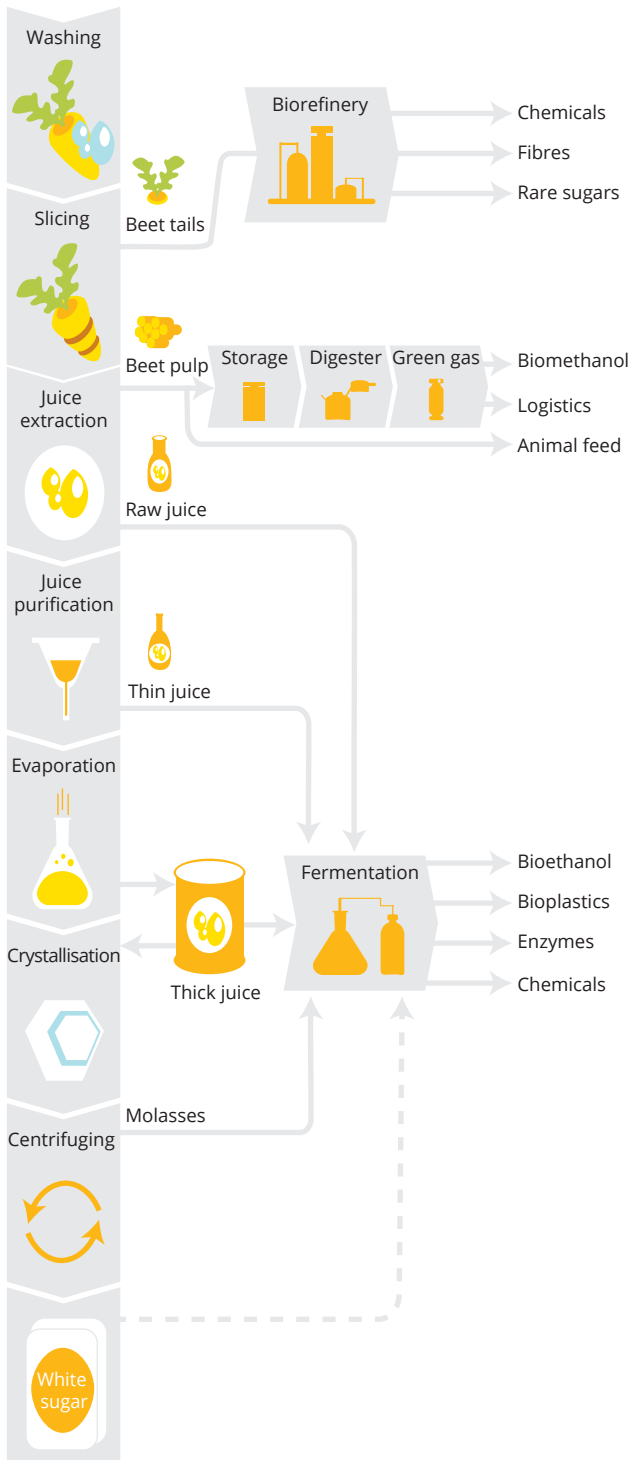 Washing
Biorefinery
Chemicals
Fibres
Rare sugars
Slicing
Beet tails
Beet pulp
Storage
Digester
Green gas
Biomethanol
Logistics
Animal feed
Juice
extraction
Raw juice
Juice
purification
Thin juice
Evaporation
Fermentation
Bioethanol
Bioplastics
Enzymes
Chemicals
Crystallisation
Thick juice
Molasses
Centrifuging
White
sugar